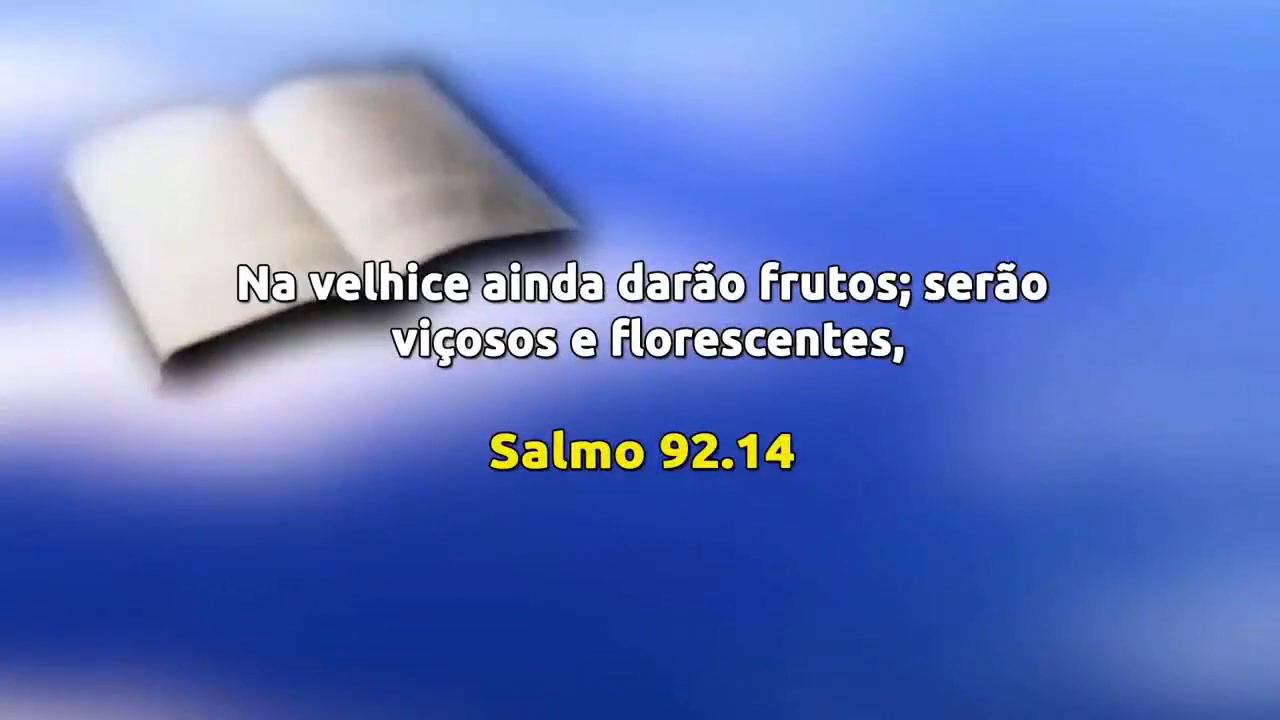 Na velhice ainda darão frutos; serão
viçosos e florescentes,
Salmo 92.14